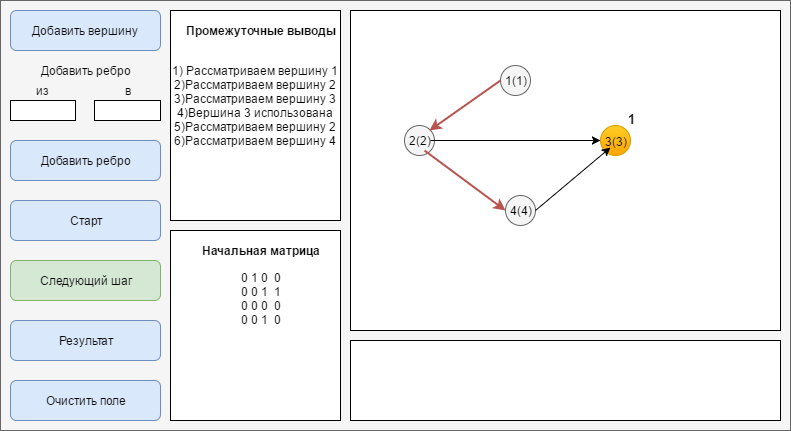 Добавить вершину
Добавить ребро
из в
Добавить ребро
Старт
Следующий шаг
Результат
Очистить поле
Промежуточные выводы
1) Рассматриваем вершину 1
2)Рассматриваем вершину 2
3)Рассматриваем вершину 3
4)Вершина 3 использована
5)Рассматриваем вершину 2
6)Рассматриваем вершину 4
Начальная матрица
0 1 0 0
0 0 1 1
0 0 0 0
0 0 1 0
1(1)
1
2(2)
3(3)
4(4)